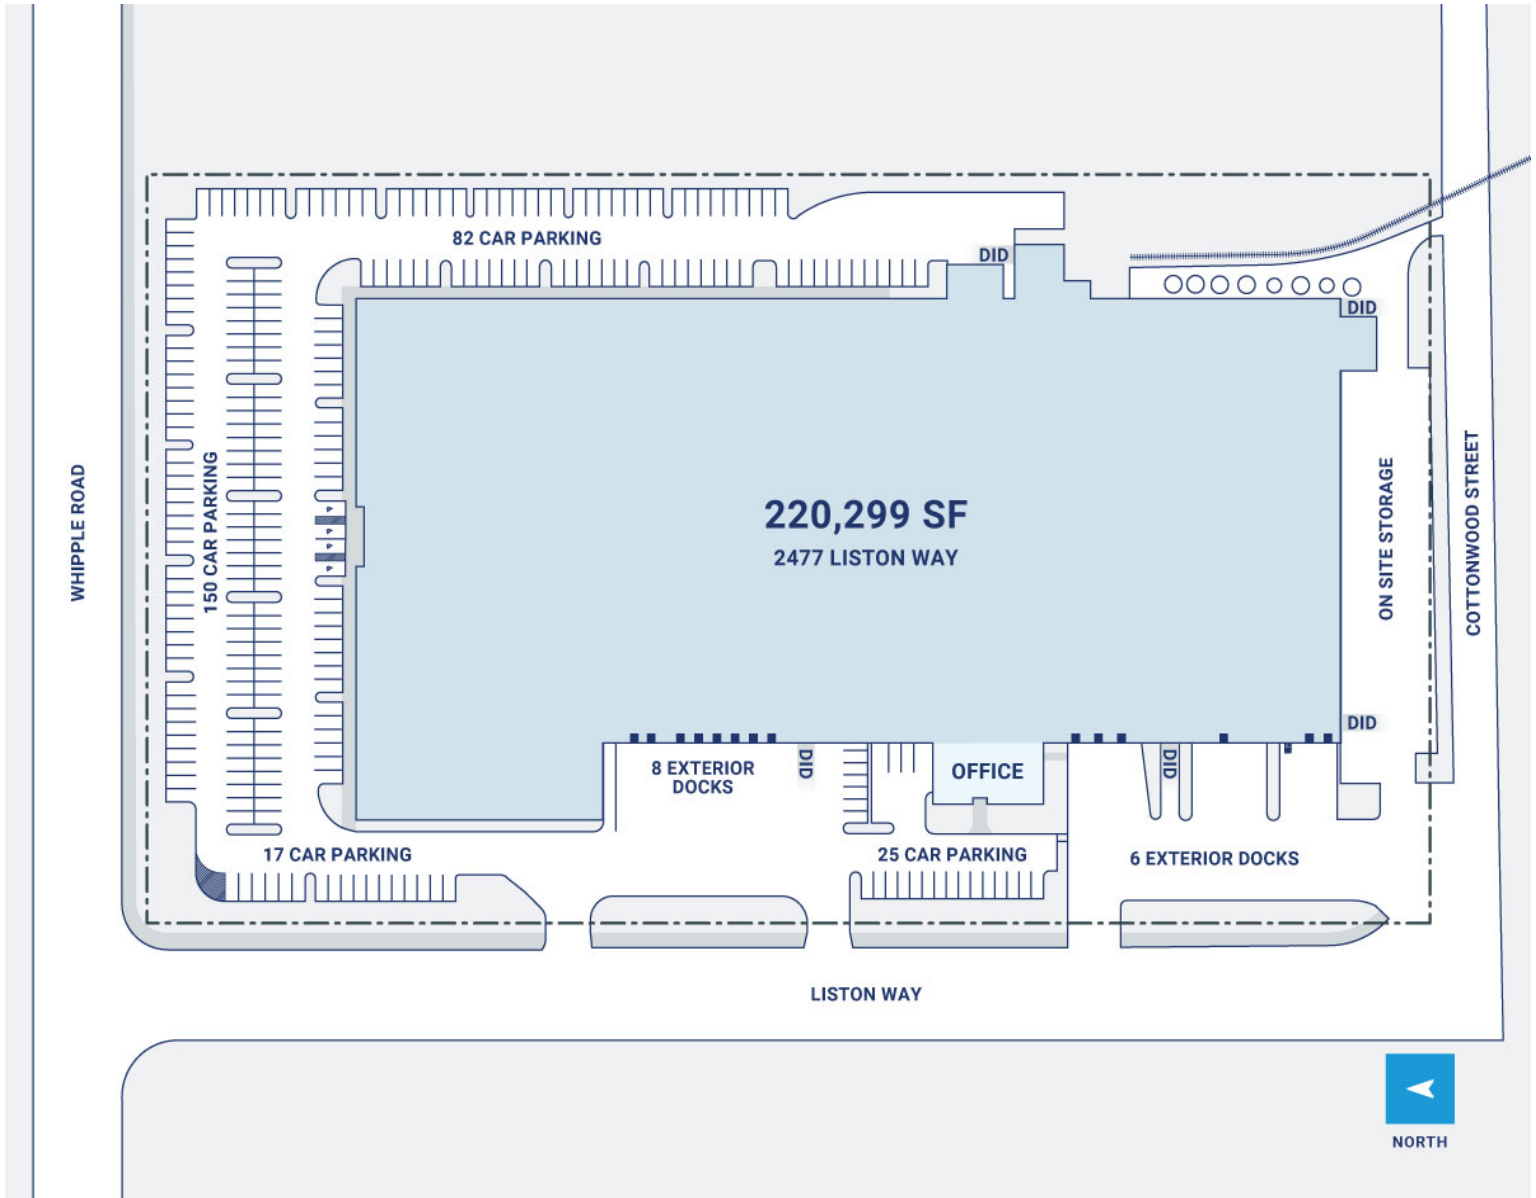 82 CAR PARKING
DID
DID
WHIPPLE ROAD
150 CAR PARKING
220,299 SF
2477 LISTON WAY
ON SITE STORAGE
COTTONWOOD STREET
DID
8 EXTERIOR
DOCKS
DID
OFFICE
DID
17 CAR PARKING
25 CAR PARKING
6 EXTERIOR DOCKS
LISTON WAY
NORTH